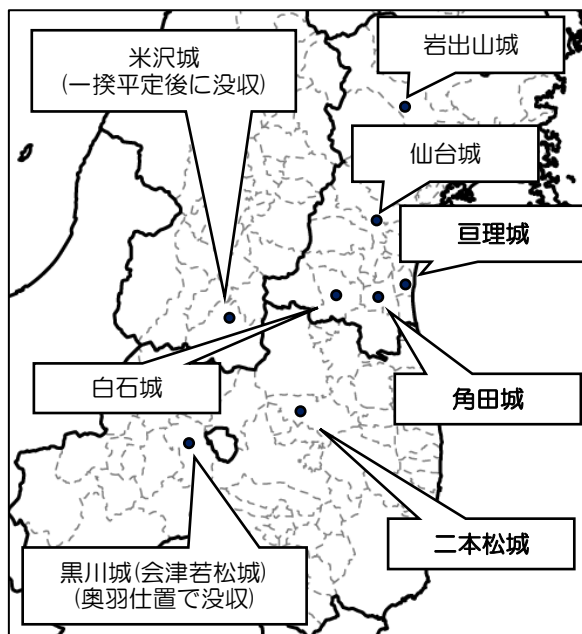 米沢城
(一揆平定後に没収)
岩出山城
仙台城
亘理城
白石城
角田城
黒川城(会津若松城)
(奥羽仕置で没収)
二本松城